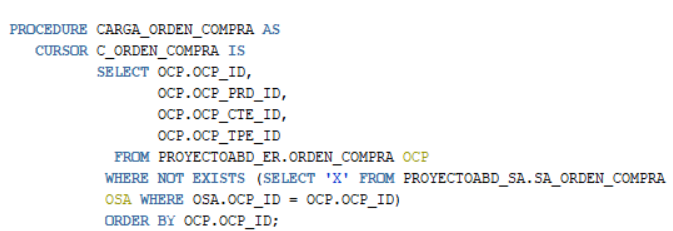 PROCEDURE CARGA_ORDEN_COMPRA AS
CURSOR C_ORDEN_COMPRA IS
SELECT OCP.OCP_ID,
OCP.OCP_PRD_ID,
OCP.OCP_CTE_ID,
OCP.OCP_TPE_ID
FROM PROYECTOABD_ER.ORDEN_COMPRA OCP
WHERE NOT EXISTS (SELECT 'X' FROM PROYECTOABD_SA.SA_ORDEN_COMPRA
OSA WHERE OSA.OCP_ID = OCP.OCP_ID)
ORDER BY OCP.OCP_ID;